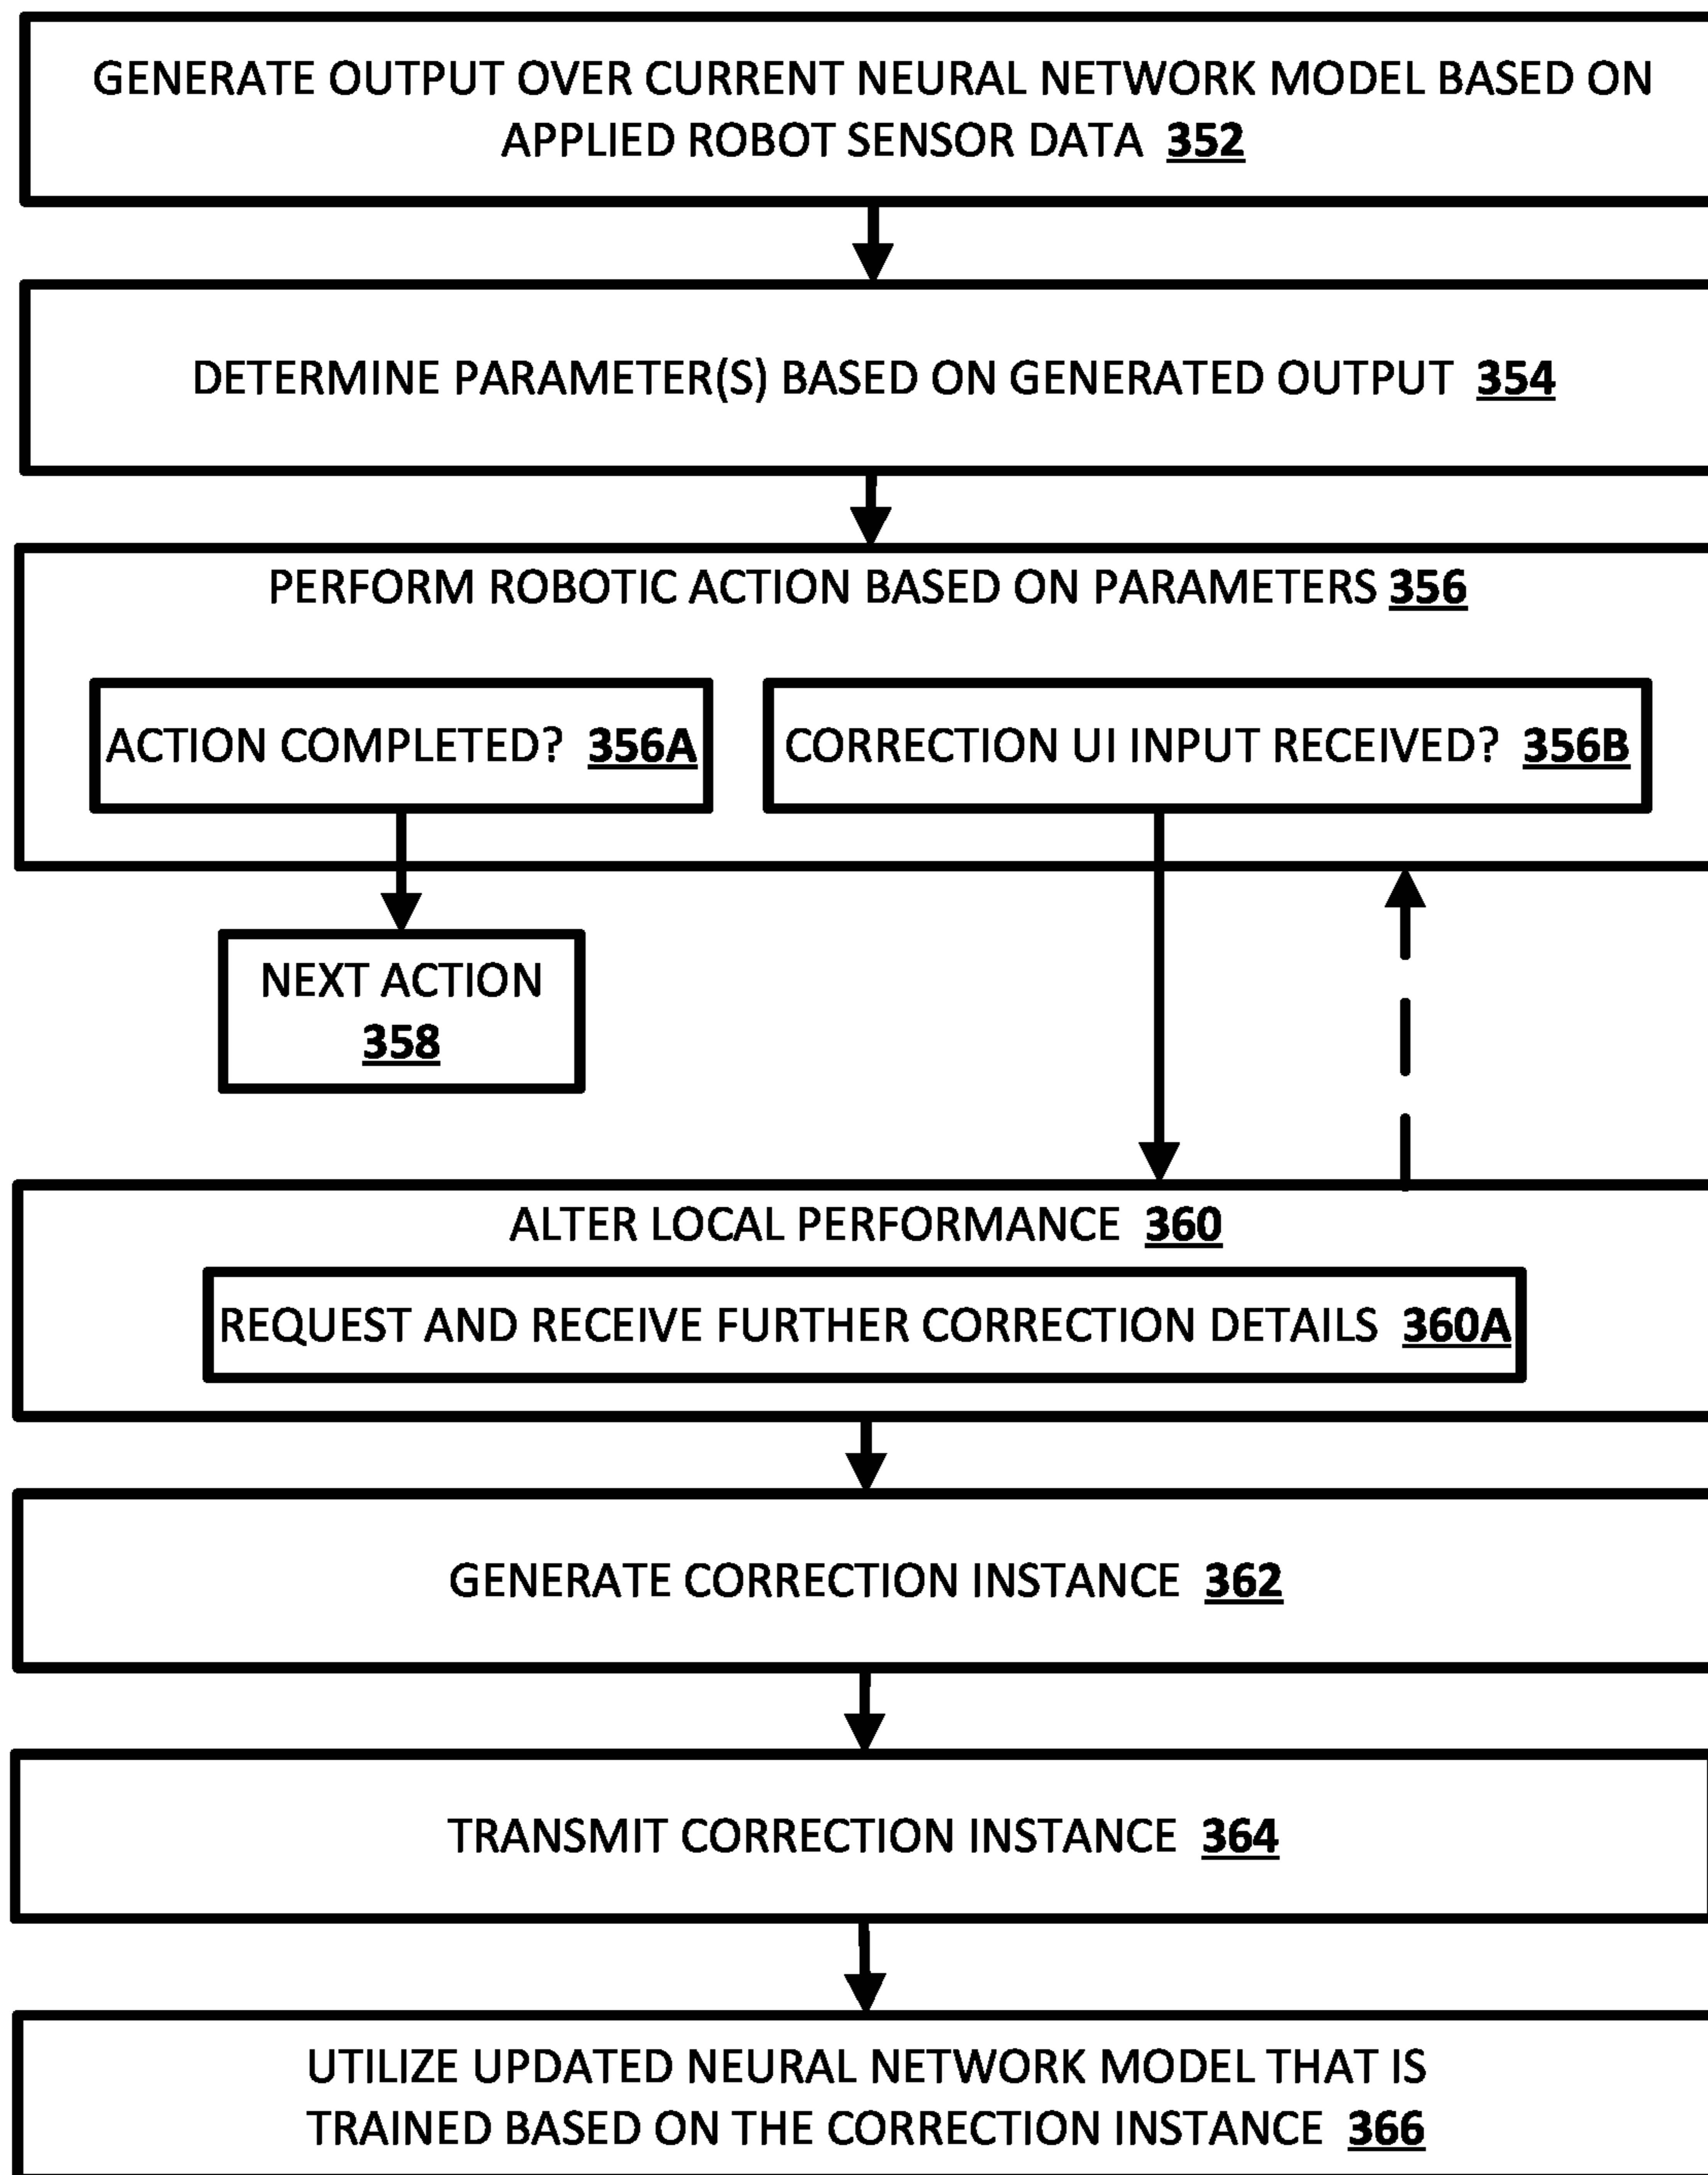 GENERATE OUTPUT OVER CURRENT NEURAL NETWORK MODEL BASED ON
APPLIED ROBOT SENSOR DATA 352
DETERMINE PARAMETER(S) BASED ON GENERATED OUTPUT 354
PERFORM ROBOTIC ACTION BASED ON PARAMETERS 356
ACTION COMPLETED? 356A
CORRECTION UI INPUT RECEIVED? 356B
NEXT ACTION
358
ALTER LOCAL PERFORMANCE 360
REQUEST AND RECEIVE FURTHER CORRECTION DETAILS 360A
GENERATE CORRECTION INSTANCE 362
TRANSMIT CORRECTION INSTANCE 364
UTILIZE UPDATED NEURAL NETWORK MODEL THAT IS
TRAINED BASED ON THE CORRECTION INSTANCE 366